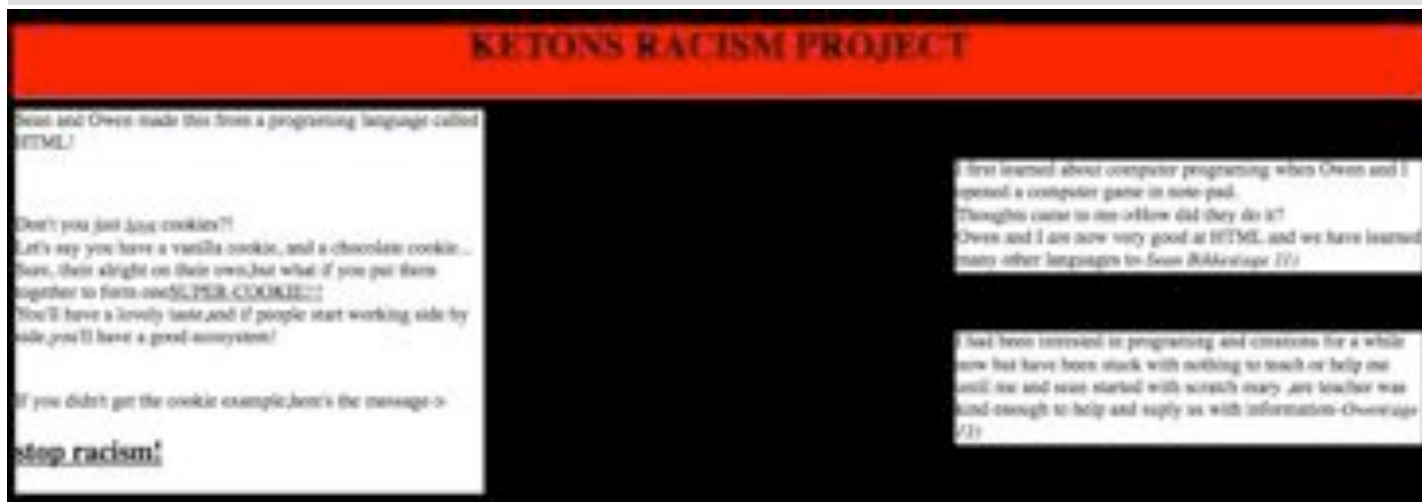 KETONS RACISM PROJECT
Sean and Owen made this from a programing language called
HTML!
Don't you just love cookies?!
Let's say you have a vanilla cookie, and a chocolate cookie...
Sure, their alright on their own,but what if you put them
together to form oneSUPER-COOKIE!!!
You'll have a lovely taste,and if people start working side by
side,you'll have a good ecosystem!
If you didn't get the cookie example,here's the message->
stop racism!
I first learned about computer programing when Owen and I
opened a computer game in note-pad.
Thoughts came to me How did they do it?
Owen and I are now very good at HTML and we have learned
many other languages to-Sean
I had been intrested in programing and creations for a while
now but have been stuck with nothing to teach or help me
until me and sean started with scratch mary ,are teacher was
kind enough to help and suply us with information-Owen(age